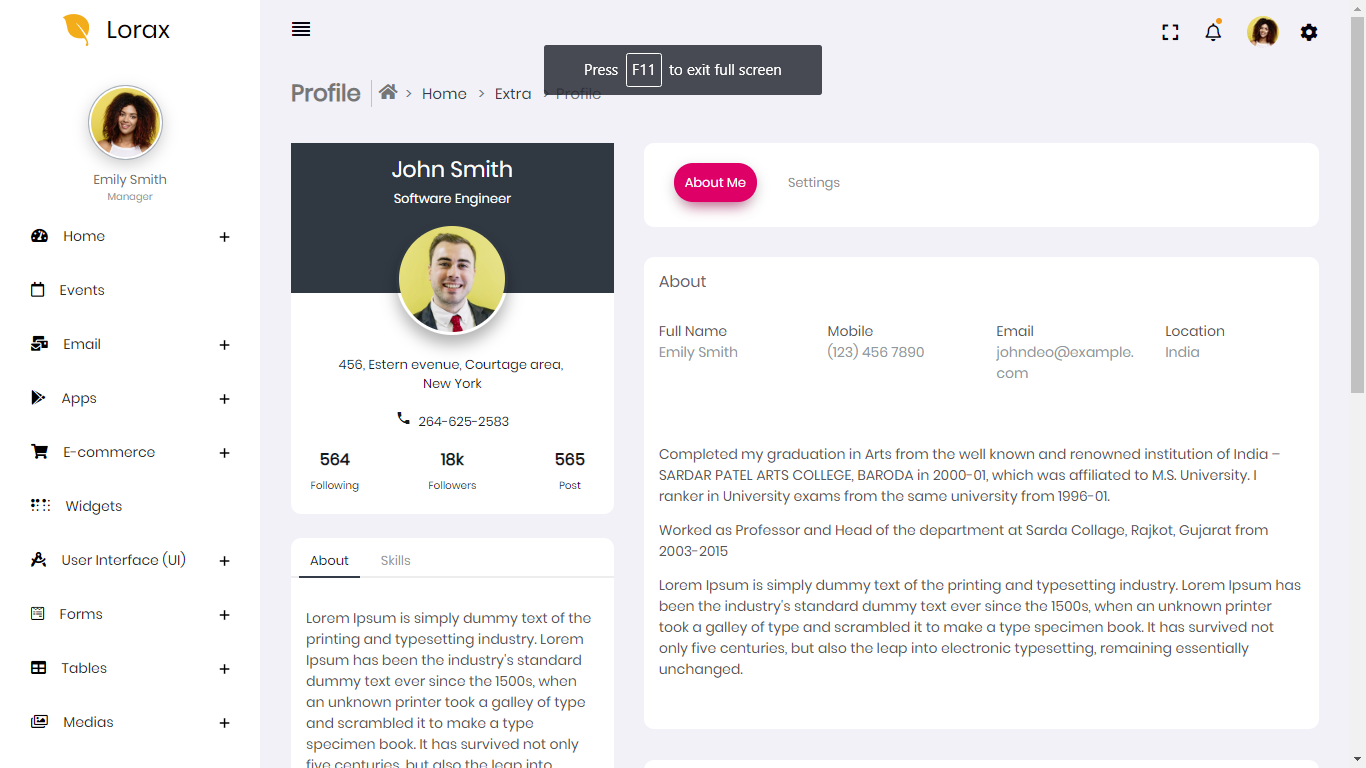 Lorax
Emily Smith
Manager
Home
Events
Email
Apps
E-commerce
Widgets
User Interface (UI)
Forms
Tables
Medias
Press F11 to exit full screen
Profile
Home > Extra > Profile
John Smith
Software Engineer
456, Estern evenue, Courtage area,
New York
264-625-2583
564 18k 565
Following Followers Post
About Skills
Lorem Ipsum is simply dummy text of the
printing and typesetting industry. Lorem
Ipsum has been the industry's standard
dummy text ever since the 1500s, when
an unknown printer took a galley of type
and scrambled it to make a type
specimen book. It has survived not only
five centuries, but also the leap into
About Me Settings
About
Full Name Mobile Email Location
Emily Smith (123) 456 7890 johndeo@example. India
com
Completed my graduation in Arts from the well known and renowned institution of India –
SARDAR PATEL ARTS COLLEGE, BARODA in 2000-01, which was affiliated to M.S. University. I
ranker in University exams from the same university from 1996-01.
Worked as Professor and Head of the department at Sarda Collage, Rajkot, Gujarat from
2003-2015
Lorem Ipsum is simply dummy text of the printing and typesetting industry. Lorem Ipsum has
been the industry's standard dummy text ever since the 1500s, when an unknown printer
took a galley of type and scrambled it to make a type specimen book. It has survived not
only five centuries, but also the leap into electronic typesetting, remaining essentially
unchanged.